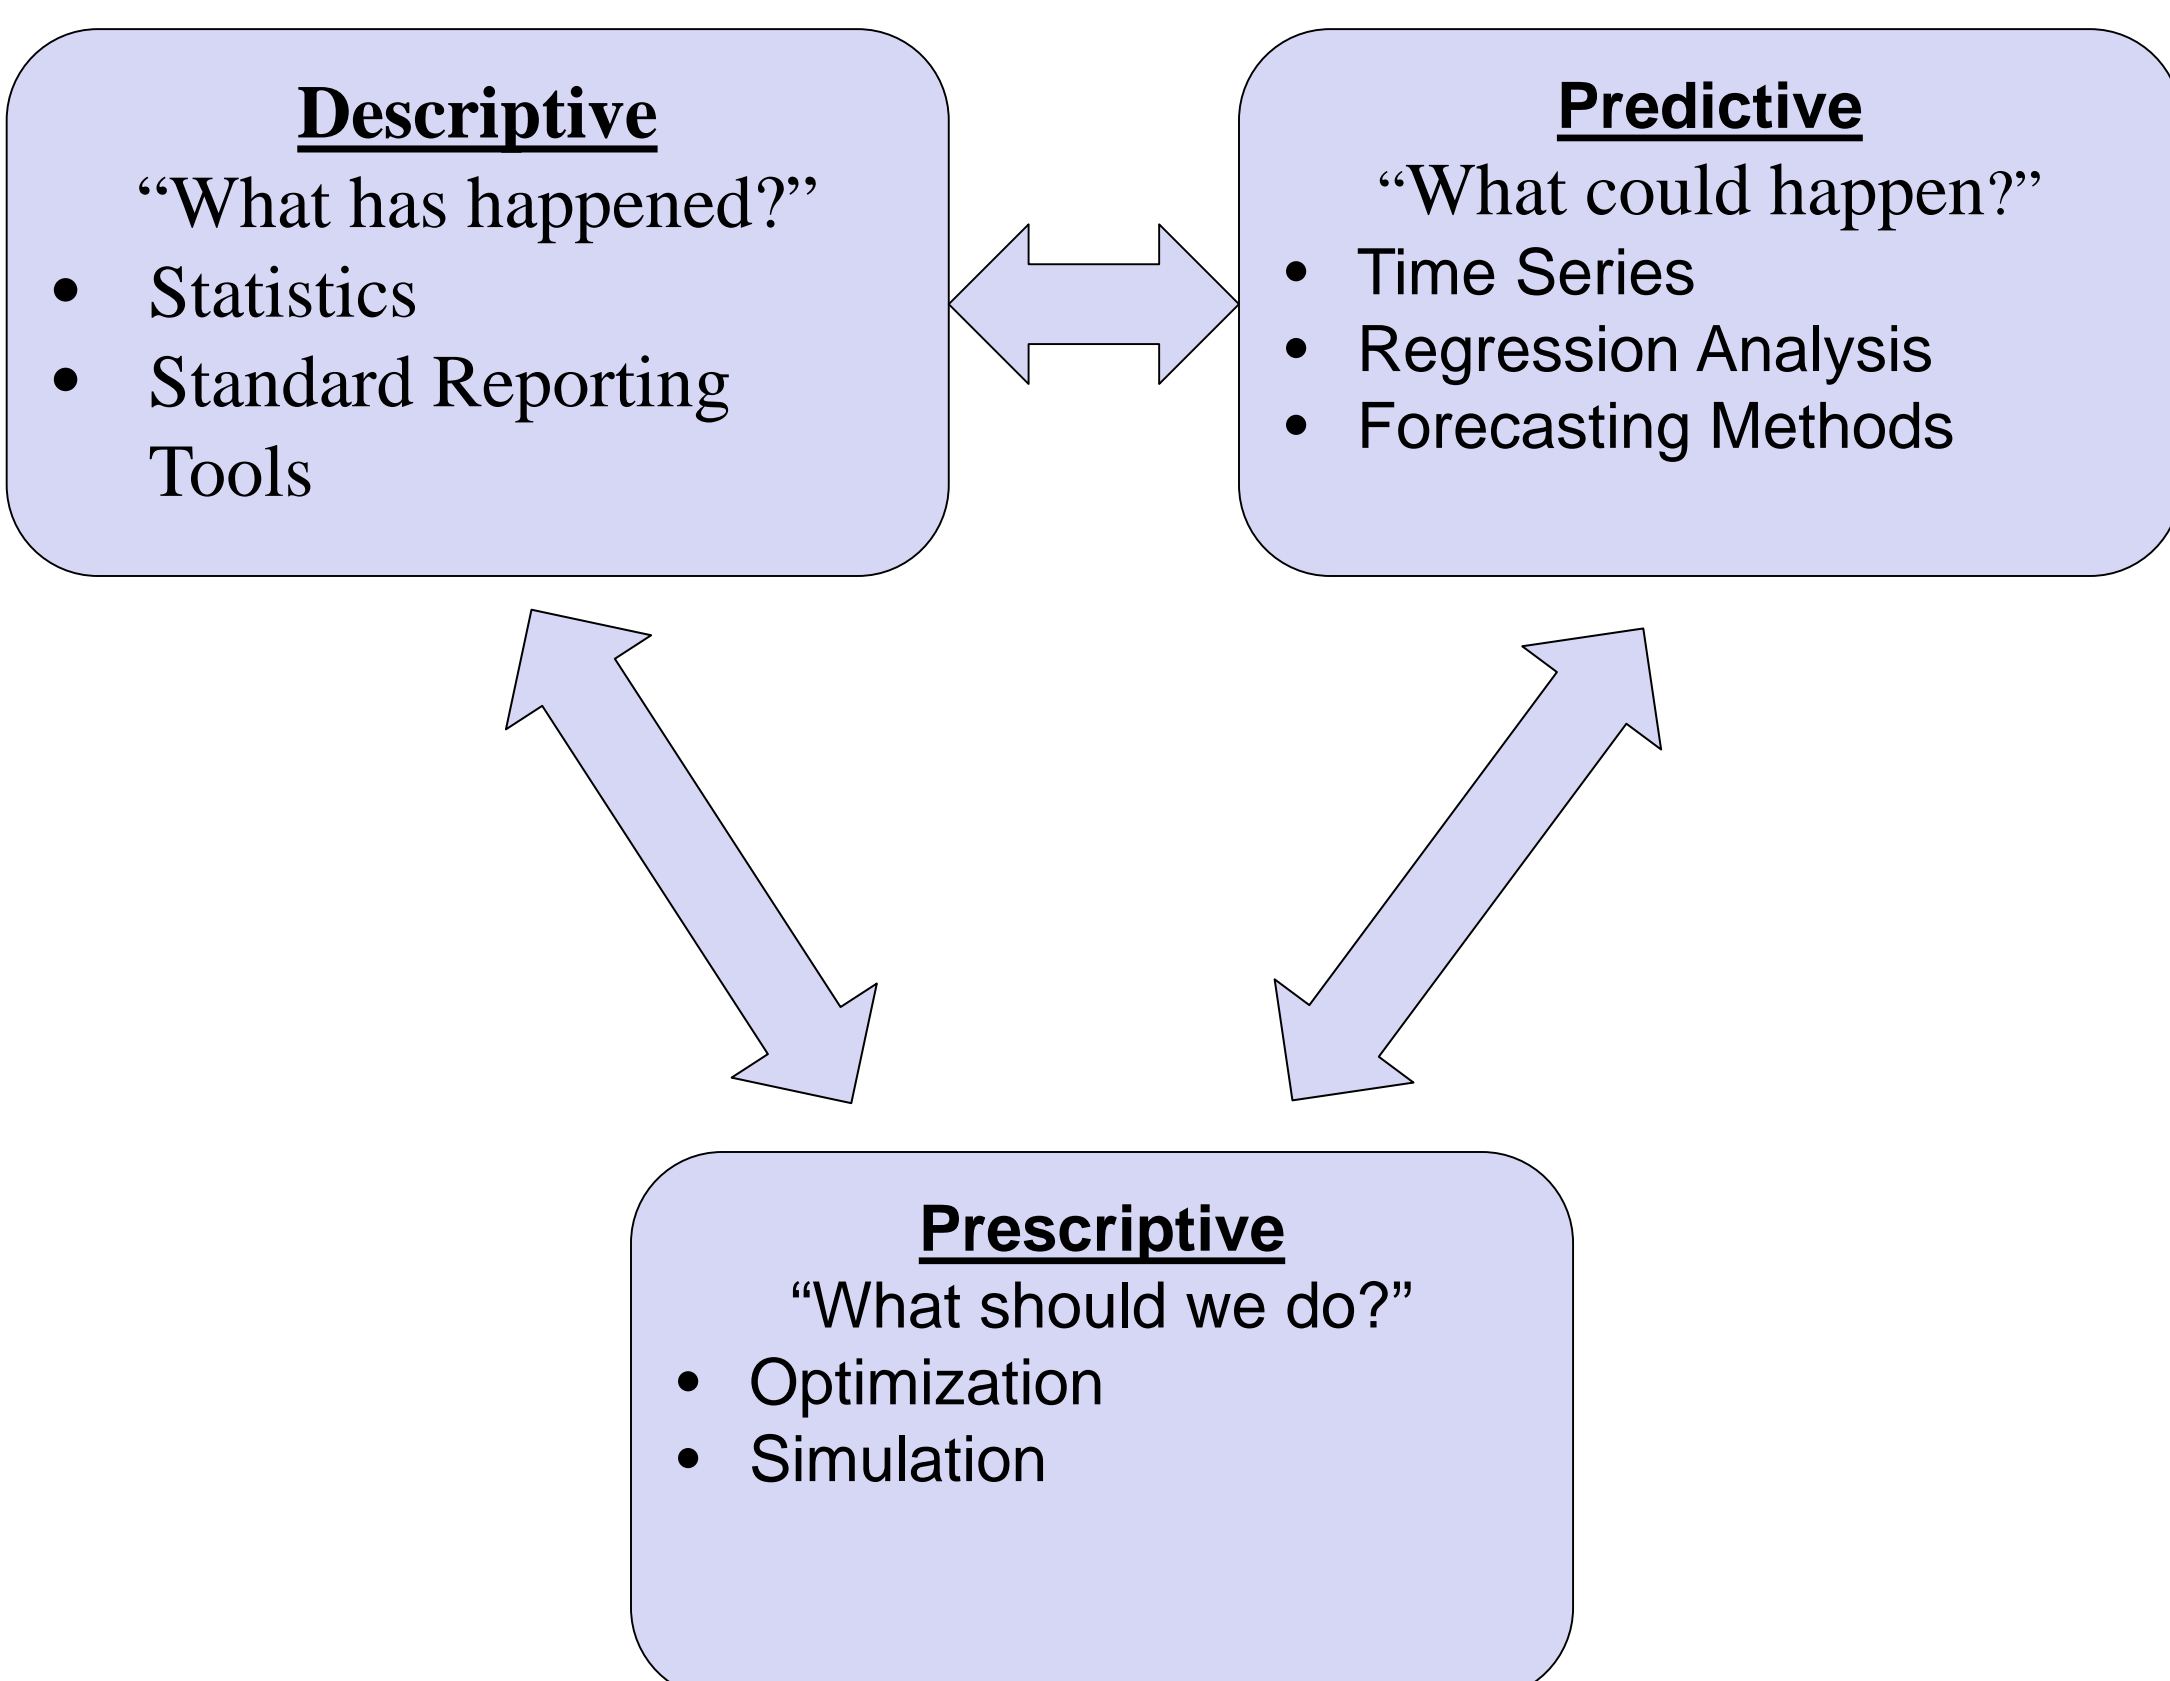 Descriptive
“What has happened?”
• Statistics
• Standard Reporting
Tools
Predictive
“What could happen?”
• Time Series
• Regression Analysis
• Forecasting Methods
Prescriptive
“What should we do?”
• Optimization
• Simulation